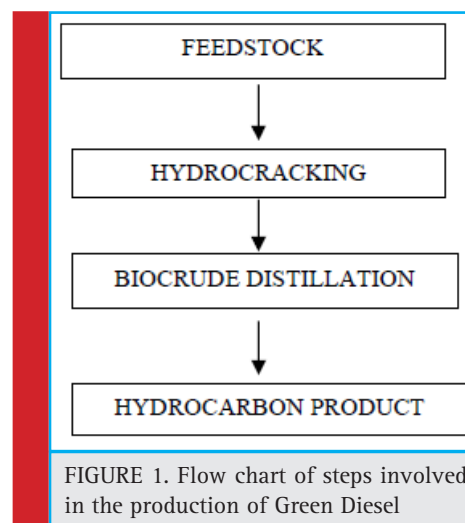 FEEDSTOCK
HYDROCRACKING
BIOCRUDE DISTILLATION
HYDROCARBON PRODUCT
FIGURE 1. Flow chart of steps involved
in the production of Green Diesel